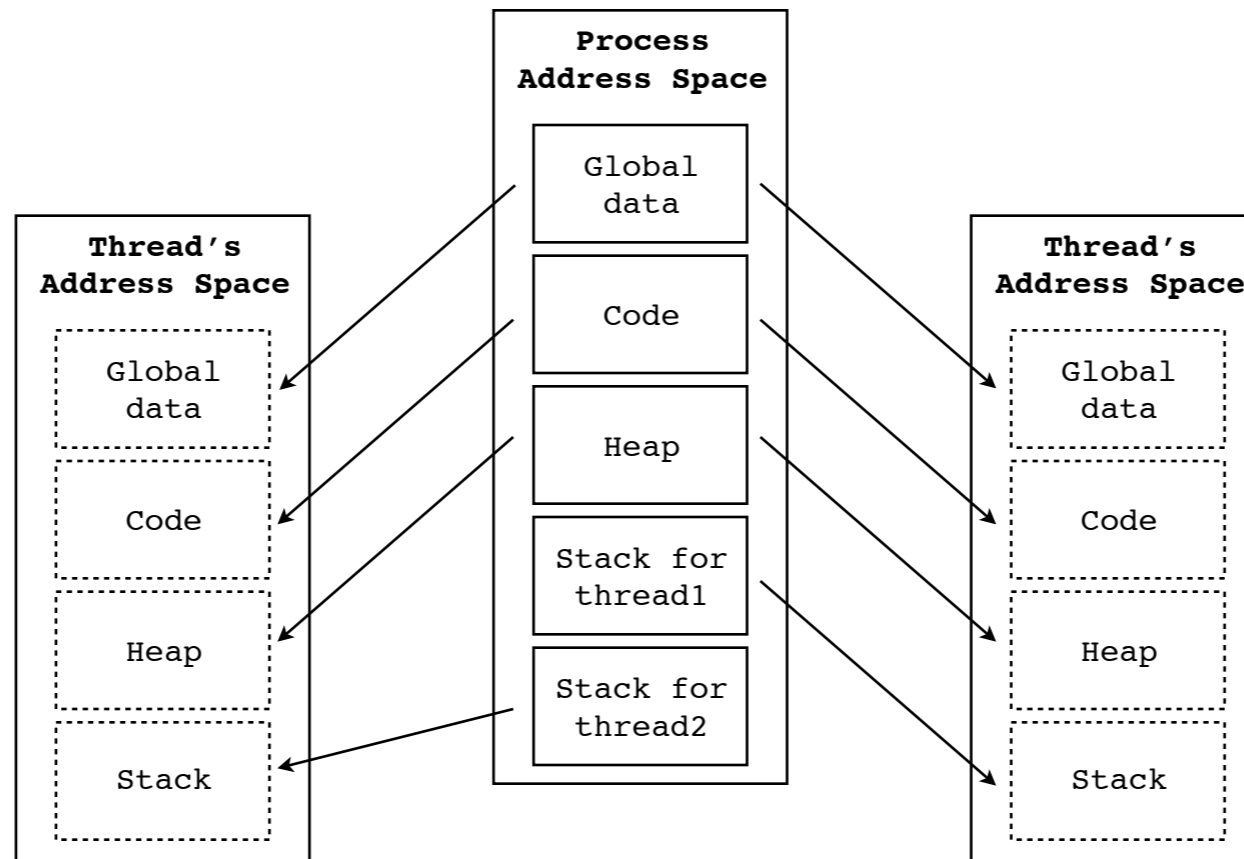 Process
Address Space
Global
data
Code
Heap
Stack for
thread1
Stack for
thread2
Thread’s
Address Space
Global
data
Code
Heap
Stack
Thread’s
Address Space
Global
data
Code
Heap
Stack